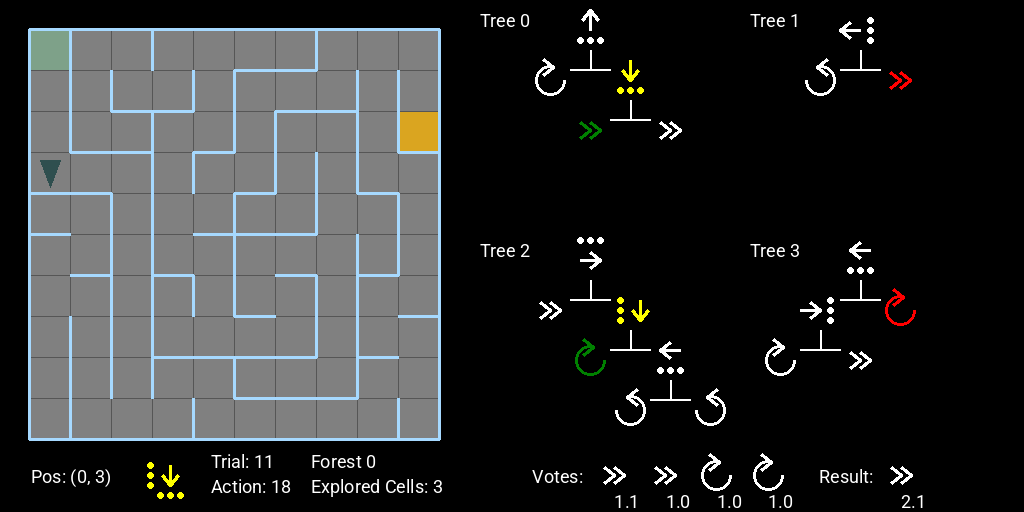 Tree 0
Tree 1
Tree 2
Tree 3
Pos: (0, 3)
Trial: 11
Forest 0
Action: 18
Explored Cells: 3
Votes:
1.1
1.0
1.0
1.0
Result:
2.1